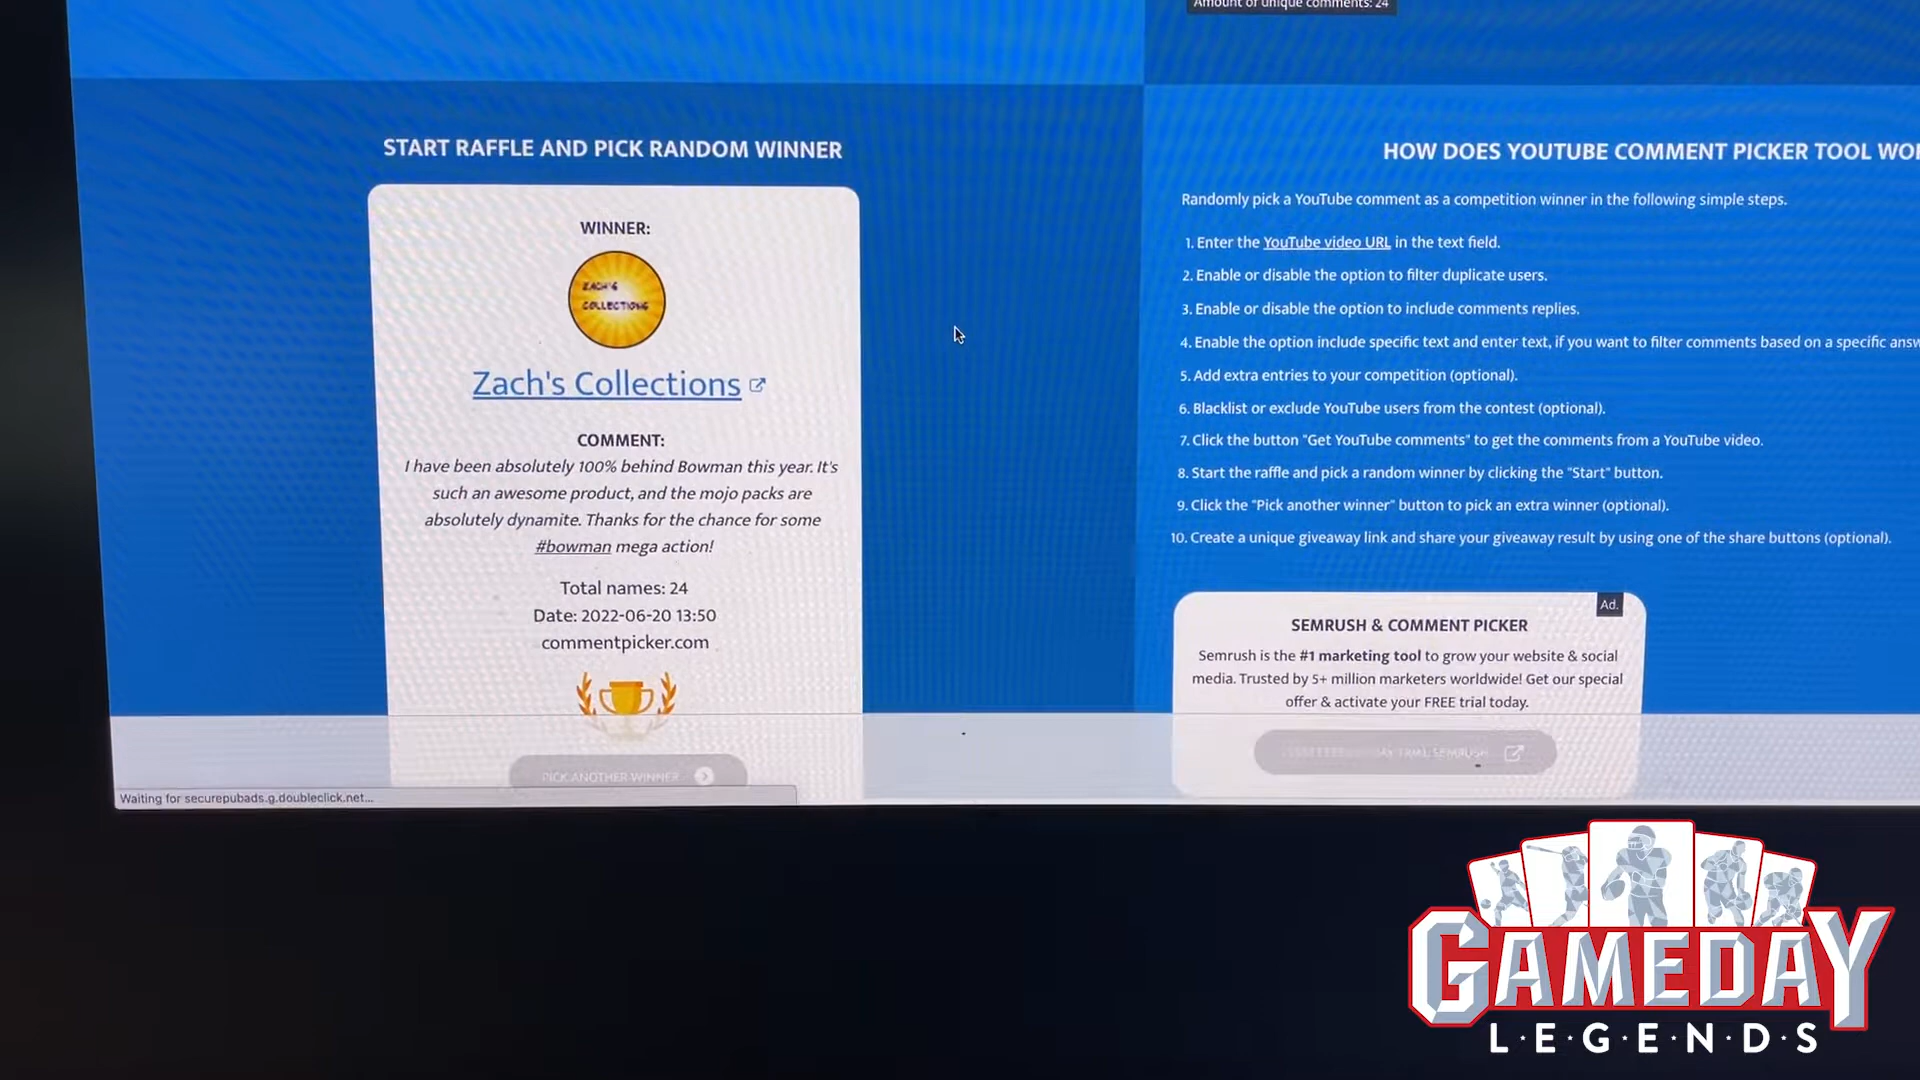 Amount of unique comments: 24
START RAFFLE AND PICK RANDOM WINNER
WINNER:
ZACH'S
COLLECTIONS
Zach's Collections
COMMENT:
I have been absolutely 100% behind Bowman this year. It's
such an awesome product, and the mojo packs are
absolutely dynamite. Thanks for the chance for some
#bowman mega action!
Total names: 24
Date: 2022-06-20 13:50
commentpicker.com
PICK ANOTHER WINNER
Waiting for securepubads.g.doubleclick.net...
HOW DOES YOUTUBE COMMENT PICKER TOOL WO
Randomly pick a YouTube comment as a competition winner in the following simple steps.
1. Enter the YouTube video URL in the text field.
2. Enable or disable the option to filter duplicate users.
3. Enable or disable the option to include comments replies.
4. Enable the option include specific text and enter text, if you want to filter comments based on a specific answ
5. Add extra entries to your competition (optional).
6. Blacklist or exclude YouTube users from the contest (optional).
7. Click the button "Get YouTube comments" to get the comments from a YouTube video.
8. Start the raffle and pick a random winner by clicking the "Start" button.
9. Click the "Pick another winner" button to pick an extra winner (optional).
10. Create a unique giveaway link and share your giveaway result by using one of the share buttons (optional).
Ad.
SEMRUSH & COMMENT PICKER
Semrush is the #1 marketing tool to grow your website & social
media. Trusted by 5+ million marketers worldwide! Get our special
offer & activate your FREE trial today.
TRIAL SEMRUSH
GAMEDAY
L·E·G·E·N·D·S